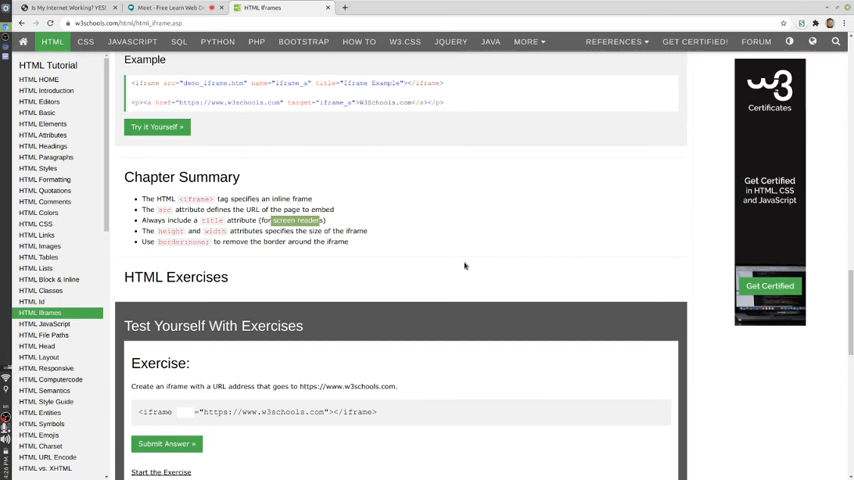 Is My Internet Working? YES!
Meet - Free Learn Web D
HTML Iframes
w3schools.com/html/html_iframe.asp
HTML CSS JAVASCRIPT SQL PYTHON PHP BOOTSTRAP HOW TO W3.CSS JQUERY JAVA MORE REFERENCES GET CERTIFIED! FORUM
HTML Tutorial
HTML HOME
HTML Introduction
HTML Editors
HTML Basic
HTML Elements
HTML Attributes
HTML Headings
HTML Paragraphs
HTML Styles
HTML Formatting
HTML Quotations
HTML Comments
HTML Colors
HTML CSS
HTML Links
HTML Images
HTML Tables
HTML Lists
HTML Block & Inline
HTML Classes
HTML Id
HTML Iframes
HTML JavaScript
HTML File Paths
HTML Head
HTML Layout
HTML Responsive
HTML Computercode
HTML Semantics
HTML Style Guide
HTML Entities
HTML Symbols
HTML Emojis
HTML Charset
HTML URL Encode
HTML vs. XHTML
Example
<iframe src="demo_iframe.htm" name="iframe_a" title="Iframe Example"></iframe>
<p><a href="https://www.w3schools.com" target="iframe_a">W3Schools.com</a></p>
Try it Yourself »
Chapter Summary
• The HTML <iframe> tag specifies an inline frame
• The src attribute defines the URL of the page to embed
• Always include a title attribute (for screen readers)
• The height and width attributes specifies the size of the iframe
• Use border:none; to remove the border around the iframe
HTML Exercises
Test Yourself With Exercises
Exercise:
Create an iframe with a URL address that goes to https://www.w3schools.com.
<iframe ="https://www.w3schools.com"></iframe>
Submit Answer »
Start the Exercise
w3
Certificates
Get Certified
in HTML, CSS
and JavaScript
Get Certified
4:26 PM